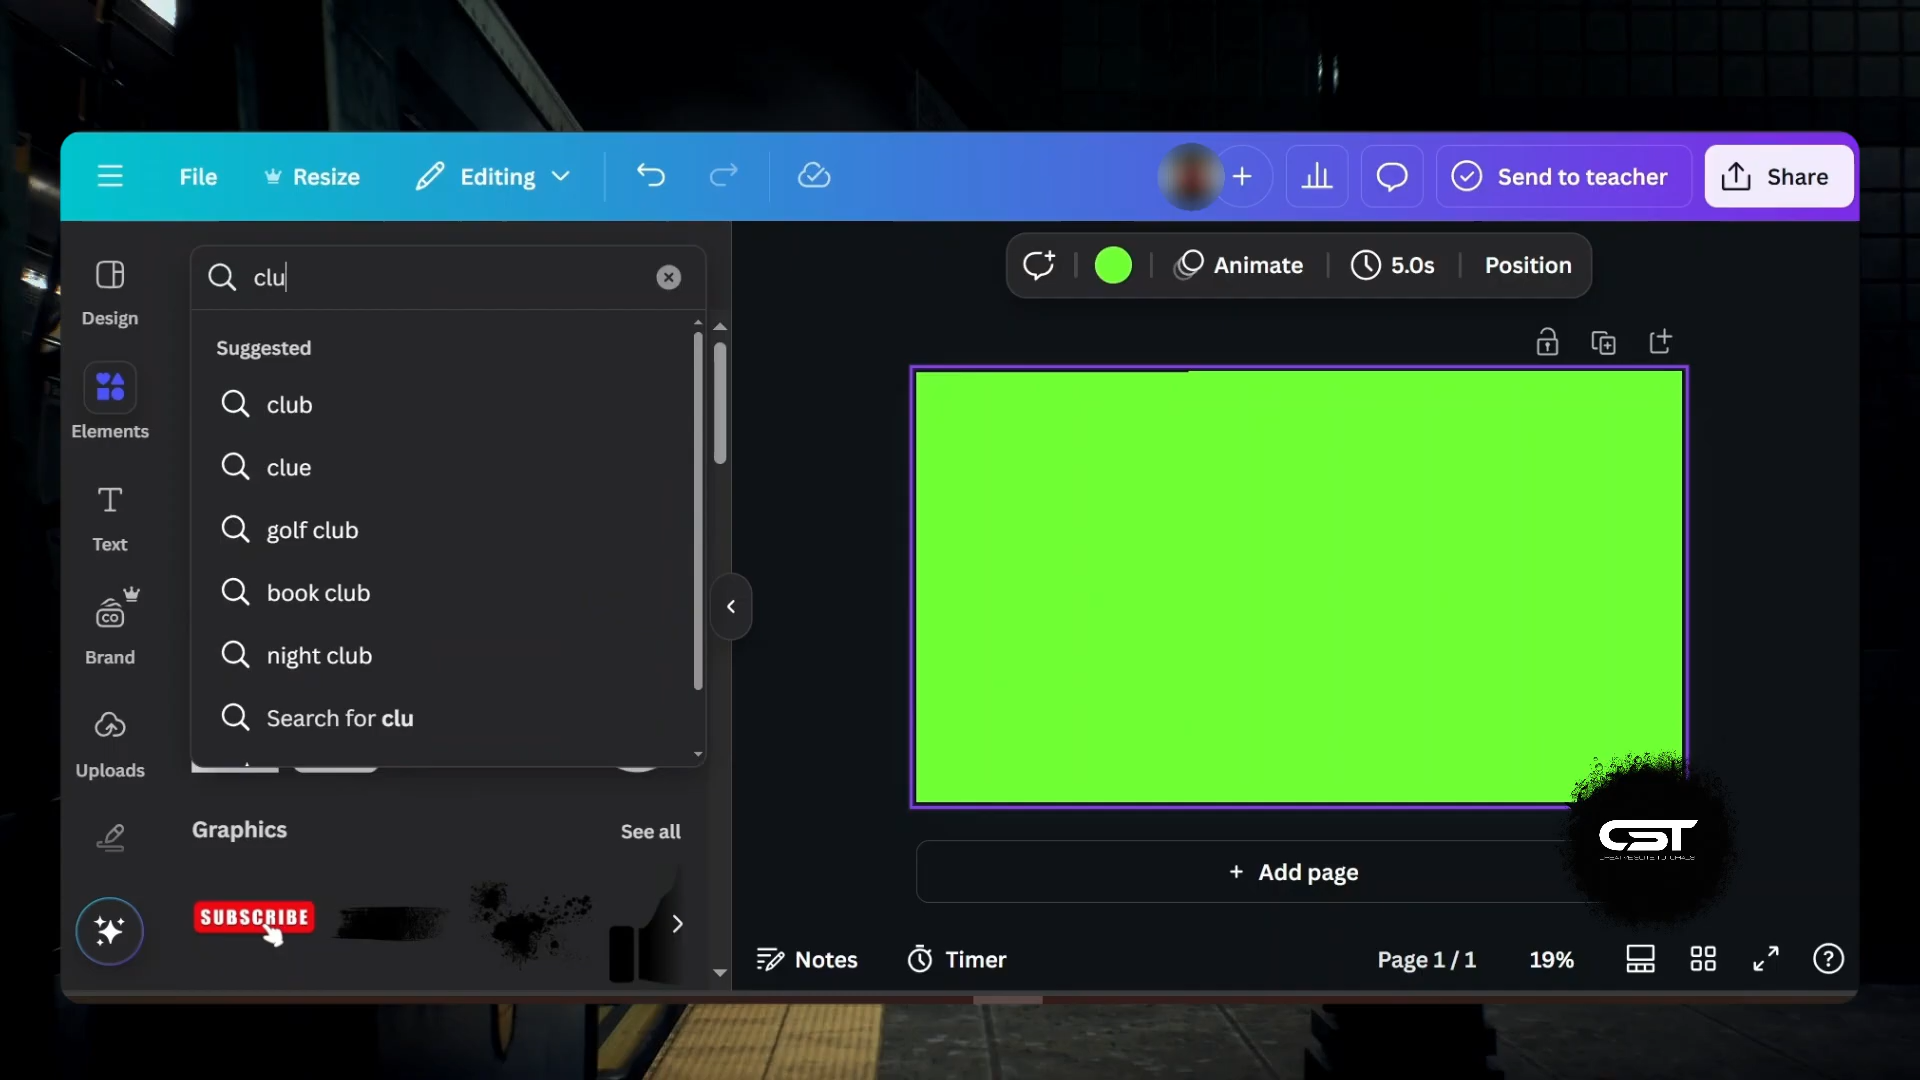 File
Resize
Editing
Send to teacher
Share
Design
Elements
Text
Brand
Uploads
clu
Suggested
club
clue
golf club
book club
night club
Search for clu
Graphics
See all
SUBSCRIBE
Animate
5.0s
Position
CST
+ Add page
Notes
Timer
Page 1 / 1
19%